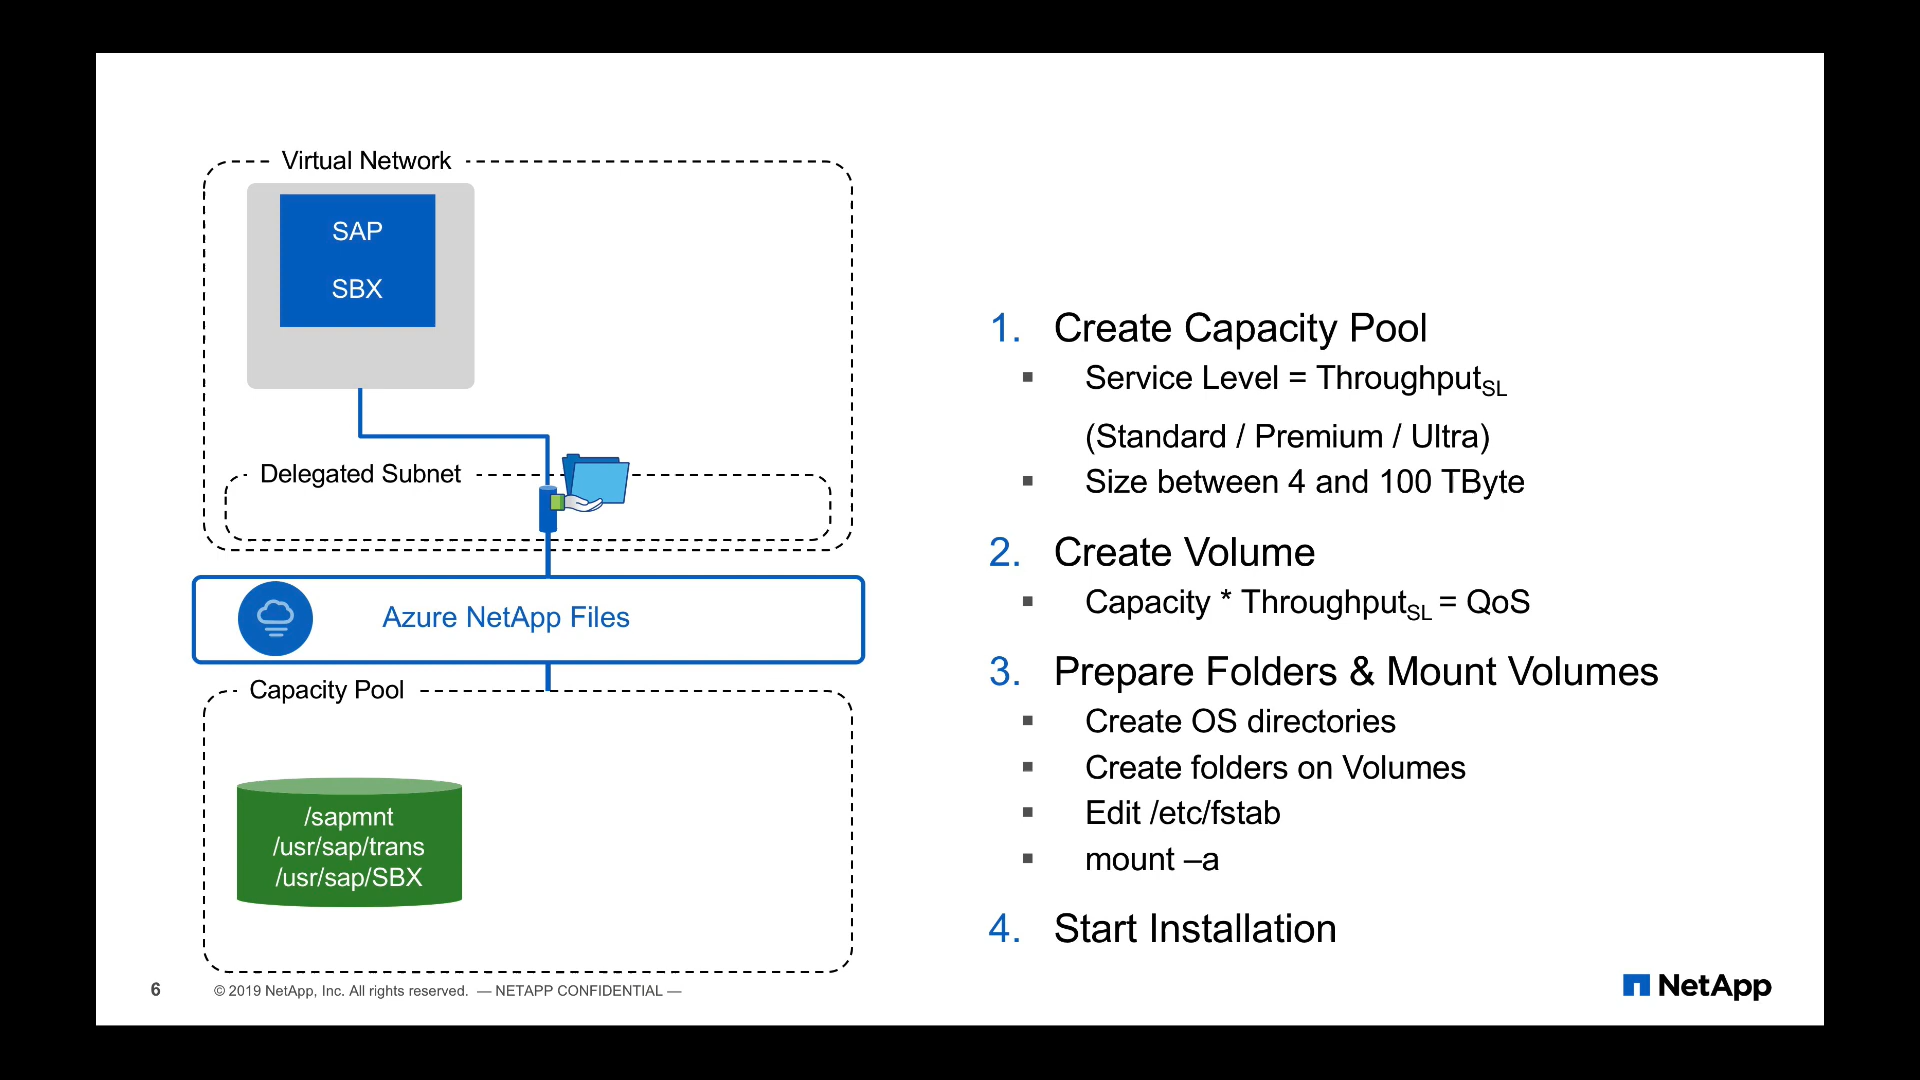 Virtual Network
SAP
SBX
Delegated Subnet
Azure NetApp Files
Capacity Pool
/sapmnt
/usr/sap/trans
/usr/sap/SBX
1. Create Capacity Pool
▪ Service Level = ThroughputSL
(Standard / Premium / Ultra)
▪ Size between 4 and 100 TByte
2. Create Volume
▪ Capacity * ThroughputSL = QoS
3. Prepare Folders & Mount Volumes
▪ Create OS directories
▪ Create folders on Volumes
▪ Edit /etc/fstab
▪ mount –a
4. Start Installation
6 © 2019 NetApp, Inc. All rights reserved. — NETAPP CONFIDENTIAL —
NetApp